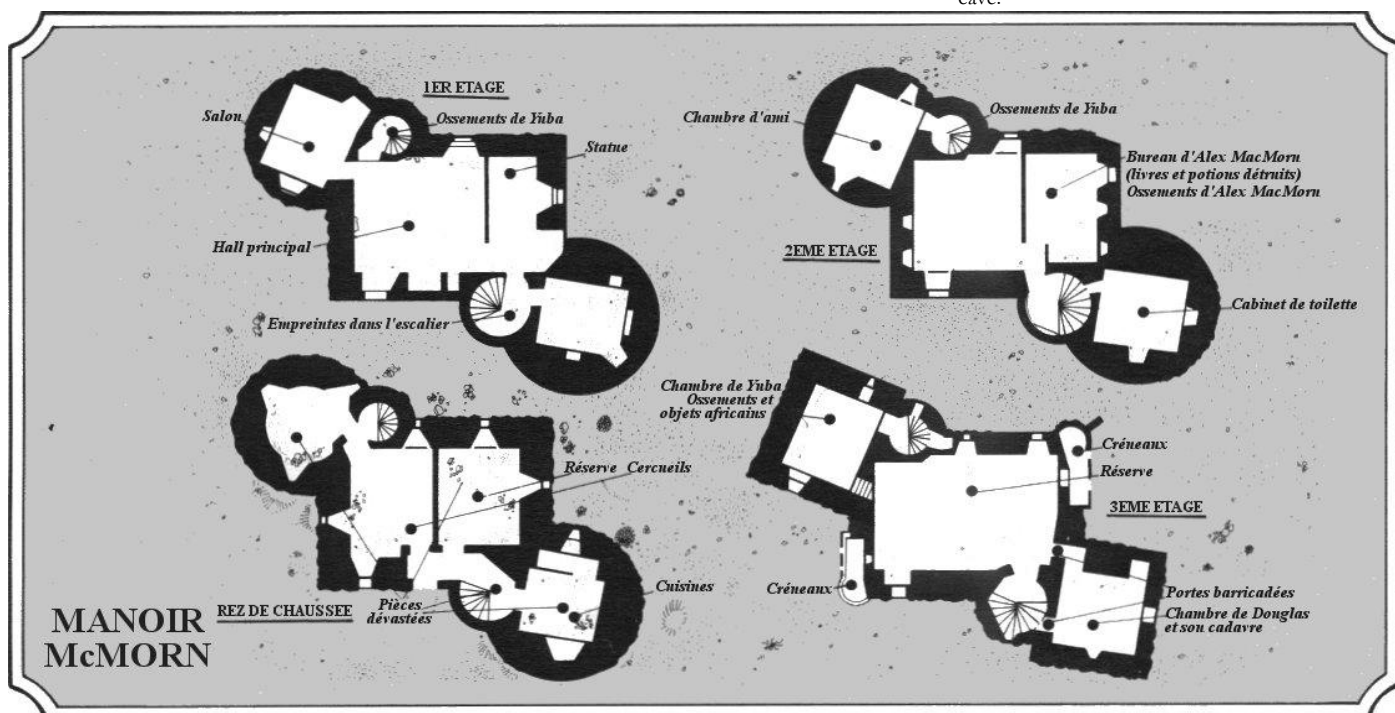 cave.
1ER ETAGE
Salon
Ossements de Yuba
Statue
Hall principal
Empreintes dans l'escalier
Chambre d'ami
Ossements de Yuba
Bureau d'Alex MacMorn
(livres et potions détruits)
Ossements d'Alex MacMorn
2EME ETAGE
Cabinet de toilette
Réserve
Cercueils
Cuisines
REZ DE CHAUSSEE
Pièces
dévastées
Chambre de Yuba
Ossements et
objets africains
Créneaux
Réserve
3EME ETAGE
Créneaux
Portes barricadées
Chambre de Douglas
et son cadavre
MANOIR
McMORN